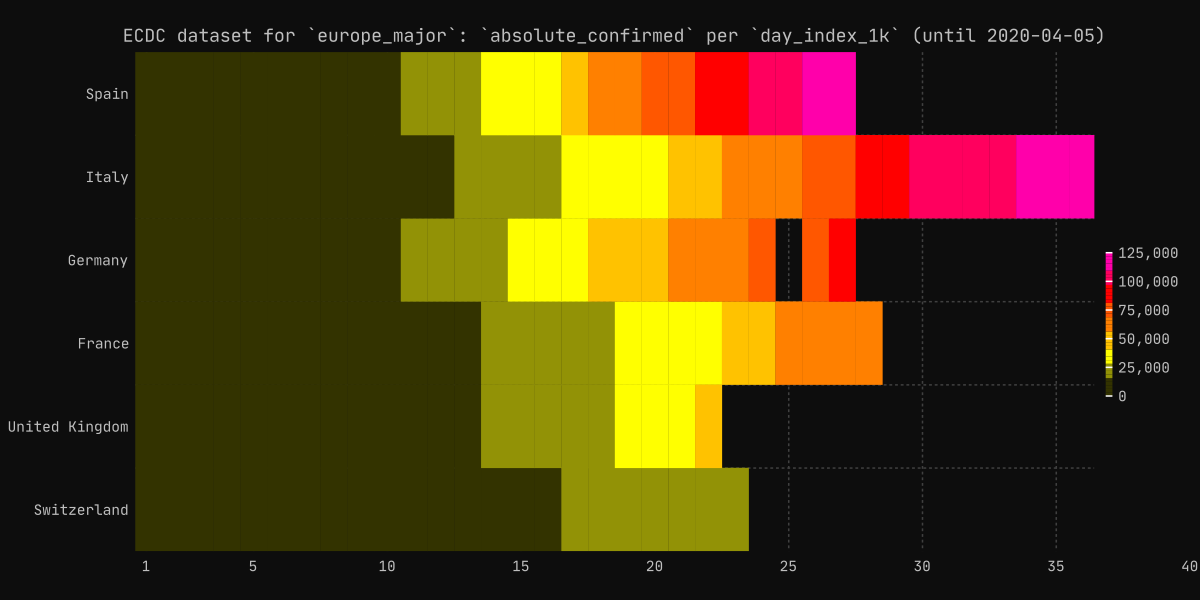 ECDC dataset for `europe_major`: `absolute_confirmed` per `day_index_1k` (until 2020-04-05)
Spain
Italy
Germany
France
United Kingdom
Switzerland
125,000
100,000
75,000
50,000
25,000
0
1 5 10 15 20 25 30 35 40